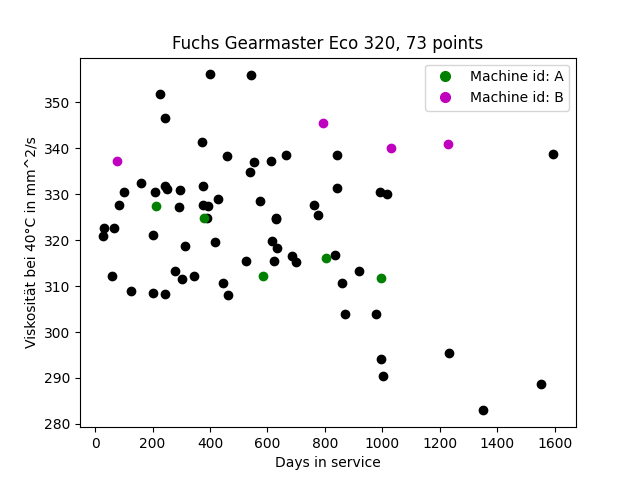 Fuchs Gearmaster Eco 320, 73 points
Machine id: A
Machine id: B
Viskosität bei 40°C in mm^2/s
350
340
330
320
310
300
290
280
0 200 400 600 800 1000 1200 1400 1600
Days in service